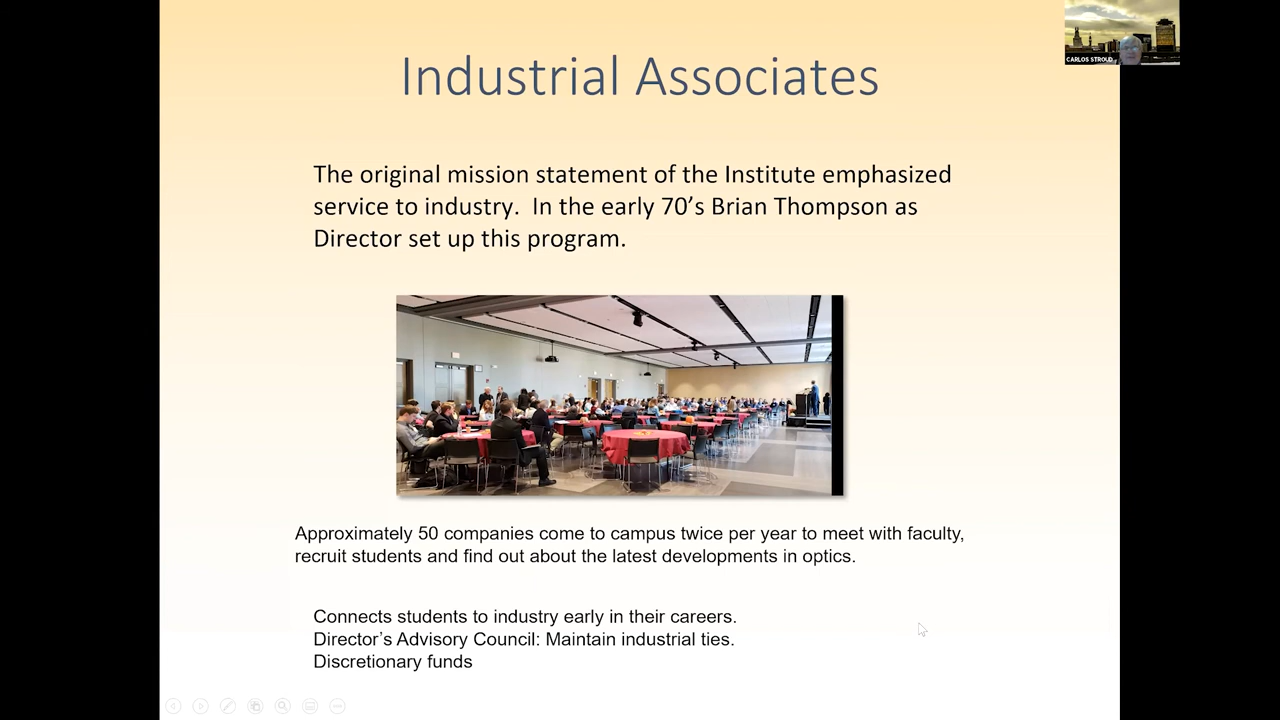 CARLOS STROUD
Industrial Associates
The original mission statement of the Institute emphasized
service to industry.  In the early 70’s Brian Thompson as
Director set up this program.
Approximately 50 companies come to campus twice per year to meet with faculty,
recruit students and find out about the latest developments in optics.
Connects students to industry early in their careers.
Director’s Advisory Council: Maintain industrial ties.
Discretionary funds